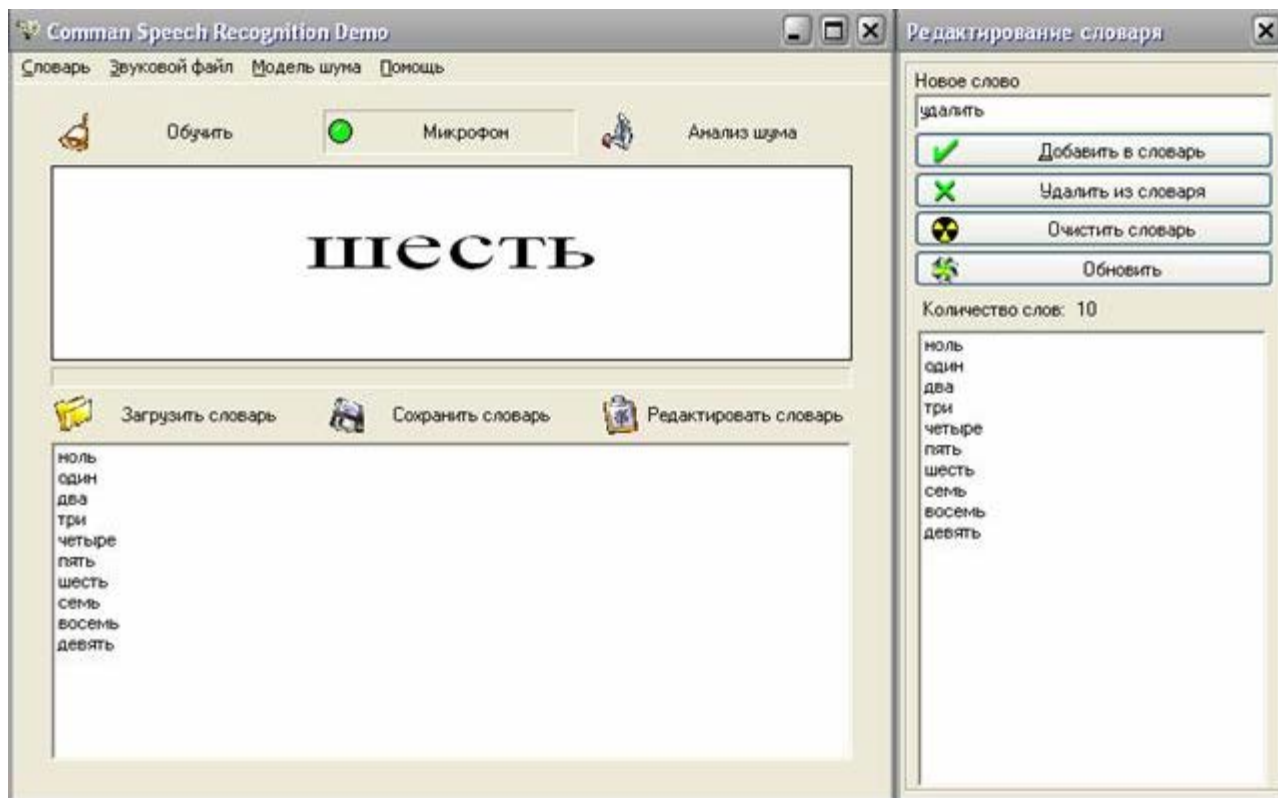 Comman Speech Recognition Demo
Словарь Звуковой файл Модель шума Помощь
Обучить Микрофон Анализ шума
шесть
Загрузить словарь Сохранить словарь Редактировать словарь
ноль
один
два
три
четыре
пять
шесть
семь
восемь
девять
Редактирование словаря
Новое слово
удалить
Добавить в словарь
Удалить из словаря
Очистить словарь
Обновить
Количество слов: 10
ноль
один
два
три
четыре
пять
шесть
семь
восемь
девять